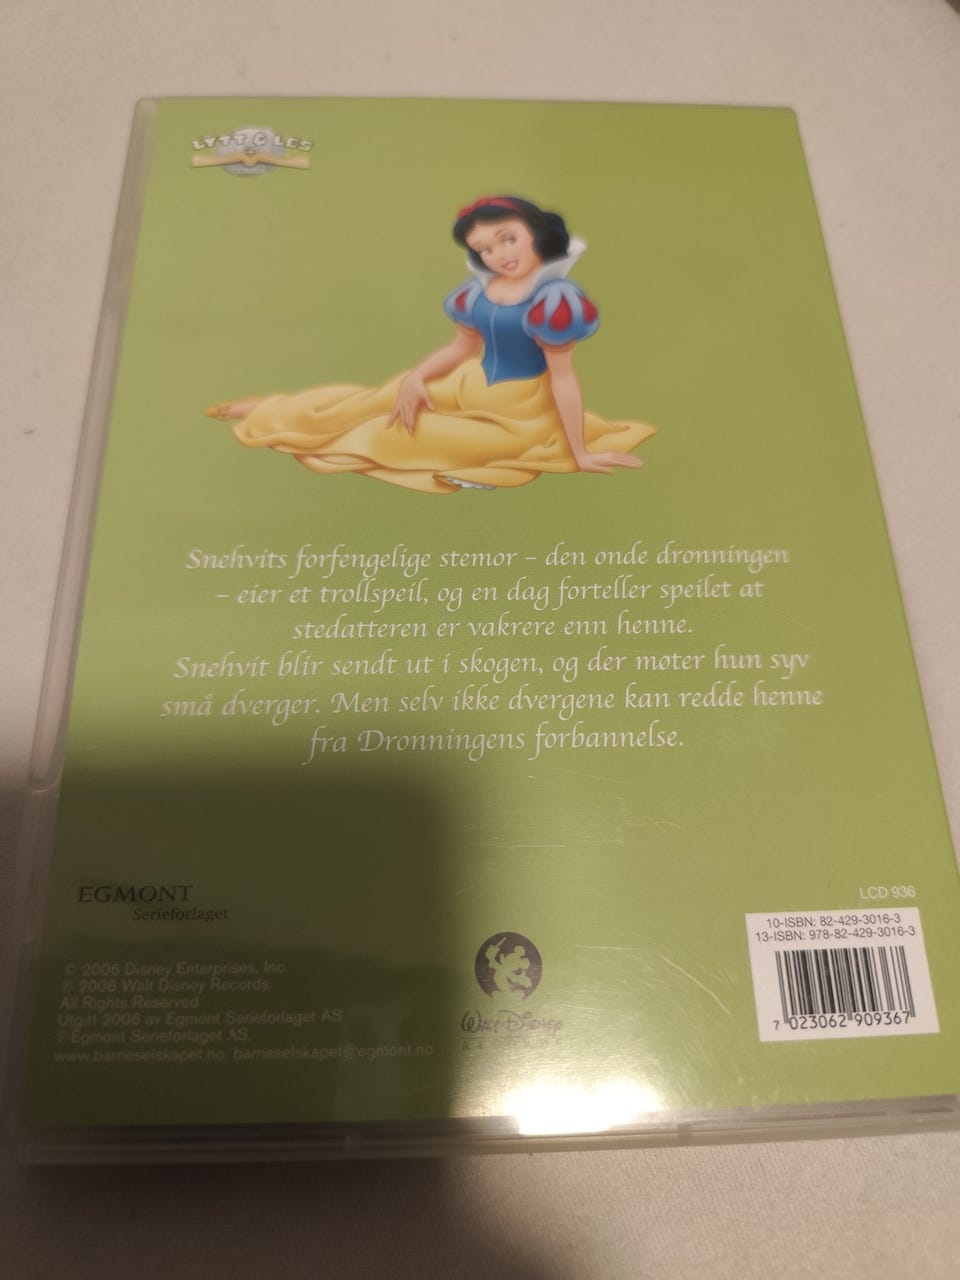 LYTT & LES
Snehvits forfengelige stemor – den onde dronningen
– eier et trollspeil, og en dag forteller speilet at
stedatteren er vakrere enn henne.
Snehvit blir sendt ut i skogen, og der møter hun syv
små dverger. Men selv ikke dvergene kan redde henne
fra Dronningens forbannelse.
EGMONT
Serieforlaget
© 2006 Disney Enterprises, Inc.
℗ 2006 Walt Disney Records.
All Rights Reserved.
Utgitt 2006 av Egmont Serieforlaget AS
Egmont Serieforlaget AS,
www.barneselskapet.no, barneselskapet@egmont.no
WALT DISNEY
RECORDS
LCD 936
10-ISBN: 82-429-3016-3
13-ISBN: 978-82-429-3016-3
7 023062 909367